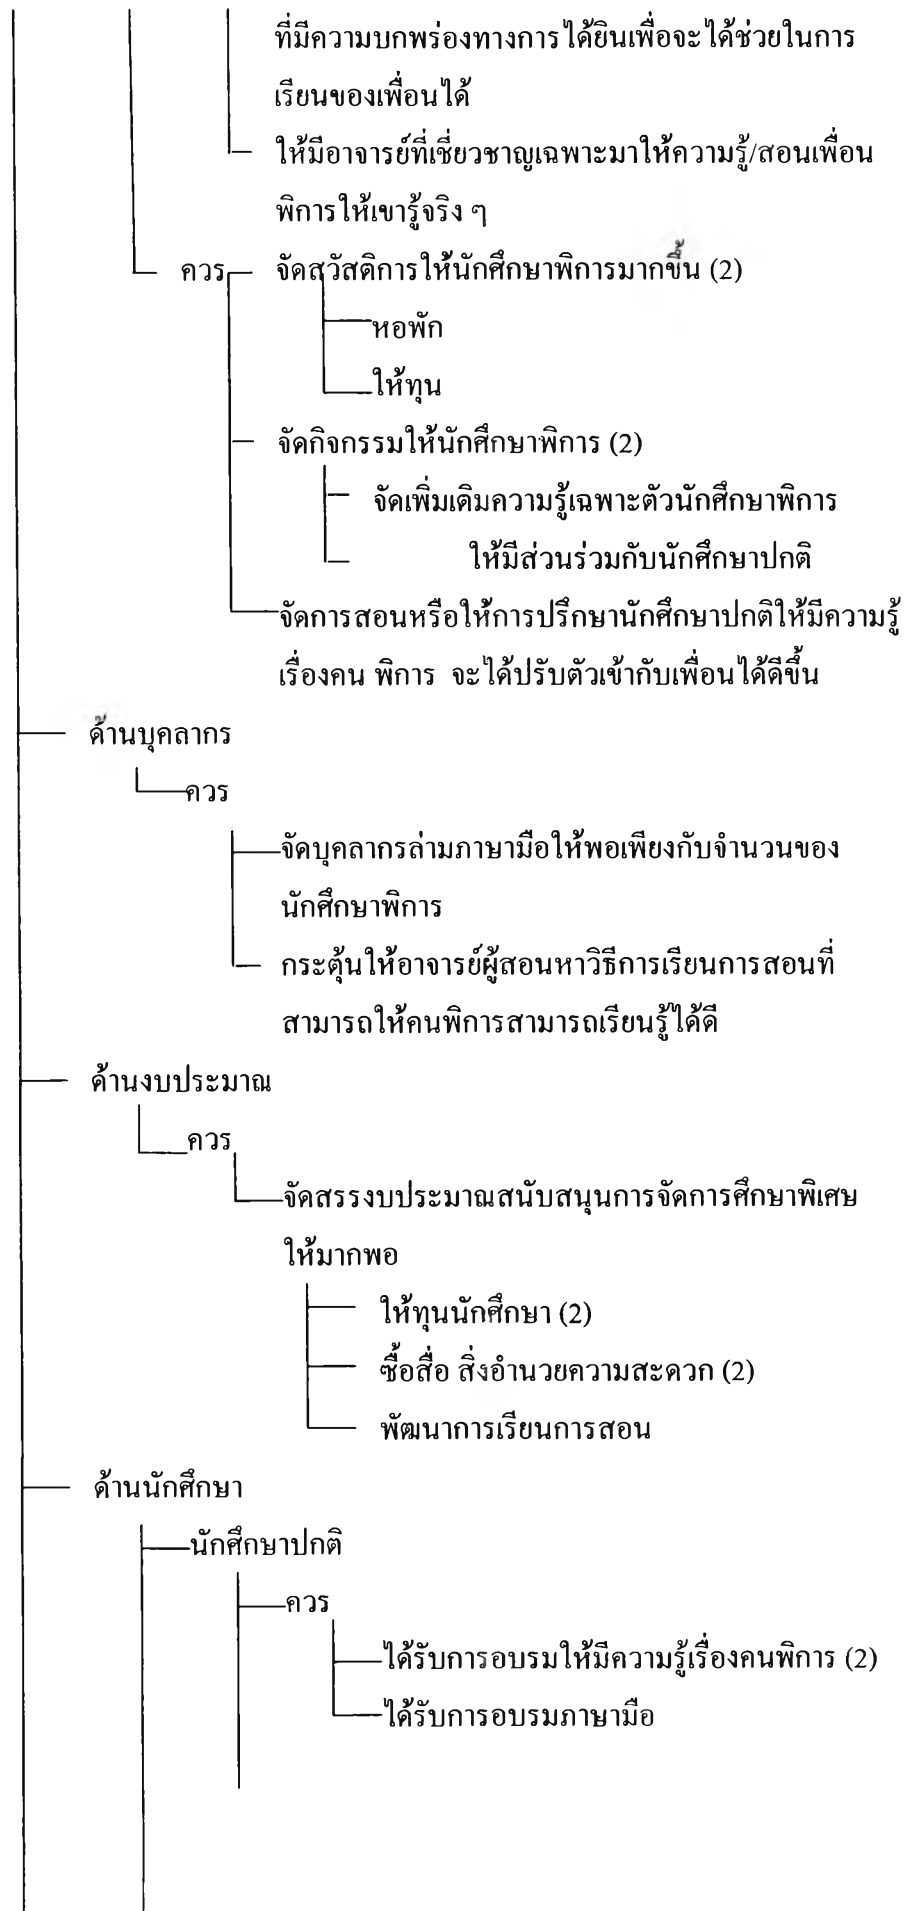 ที่มีความบกพร่องทางการได้ยินเพื่อจะได้ช่วยในการ
เรียนของเพื่อนได้
ให้มีอาจารย์ที่เชี่ยวชาญเฉพาะมาให้ความรู้/สอนเพื่อน
พิการให้เขารู้จริง ๆ
ควร จัดสวัสดิการให้นักศึกษาพิการมากขึ้น (2)
หอพัก
ให้ทุน
จัดกิจกรรมให้นักศึกษาพิการ (2)
จัดเพิ่มเติมความรู้เฉพาะตัวนักศึกษาพิการ
ให้มีส่วนร่วมกับนักศึกษาปกติ
จัดการสอนหรือให้การปรึกษานักศึกษาปกติให้มีความรู้
เรื่องคน พิการ จะได้ปรับตัวเข้ากับเพื่อนได้ดีขึ้น
ด้านบุคลากร
ควร
จัดบุคลากรล่ามภาษามือให้พอเพียงกับจำนวนของ
นักศึกษาพิการ
กระตุ้นให้อาจารย์ผู้สอนหาวิธีการเรียนการสอนที่
สามารถให้คนพิการสามารถเรียนรู้ได้ดี
ด้านงบประมาณ
ควร
จัดสรรงบประมาณสนับสนุนการจัดการศึกษาพิเศษ
ให้มากพอ
ให้ทุนนักศึกษา (2)
ซื้อสื่อ สิ่งอำนวยความสะดวก (2)
พัฒนาการเรียนการสอน
ด้านนักศึกษา
นักศึกษาปกติ
ควร
ได้รับการอบรมให้มีความรู้เรื่องคนพิการ (2)
ได้รับการอบรมภาษามือ